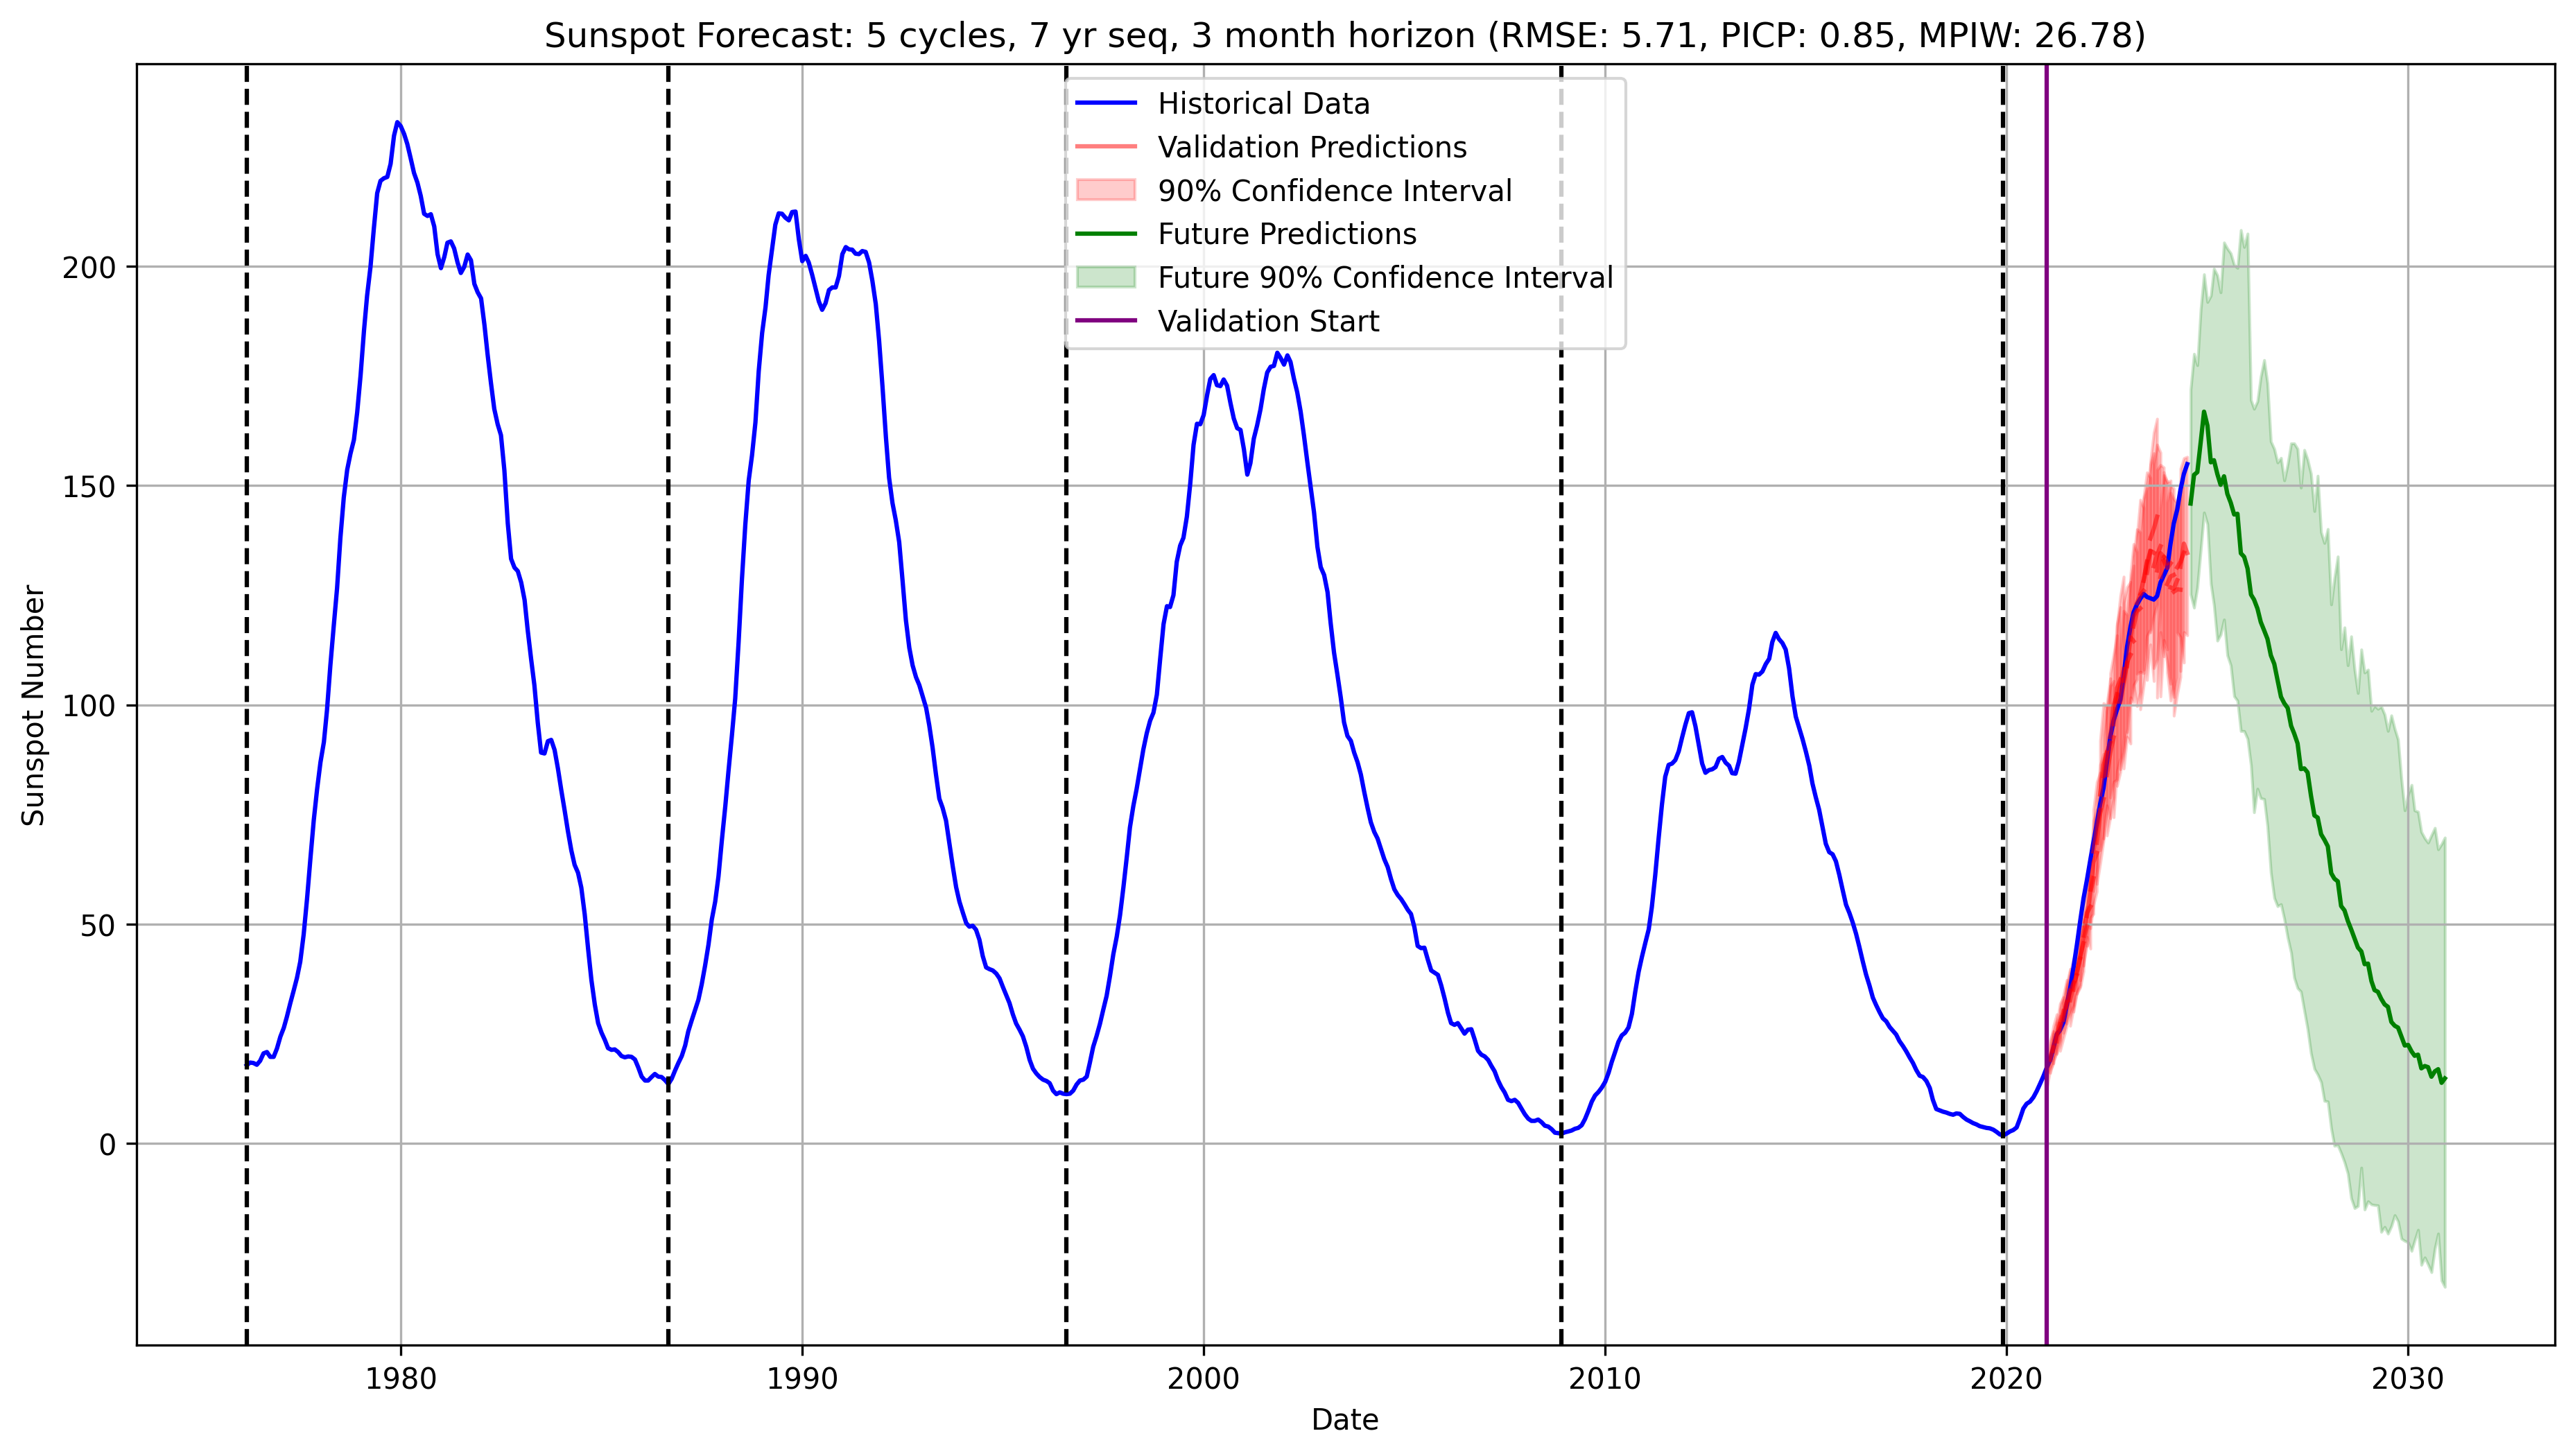 Sunspot Forecast: 5 cycles, 7 yr seq, 3 month horizon (RMSE: 5.71, PICP: 0.85, MPIW: 26.78)
Historical Data
Validation Predictions
90% Confidence Interval
Future Predictions
Future 90% Confidence Interval
Validation Start
Sunspot Number
200
150
100
50
0
1980 1990 2000 2010 2020 2030
Date